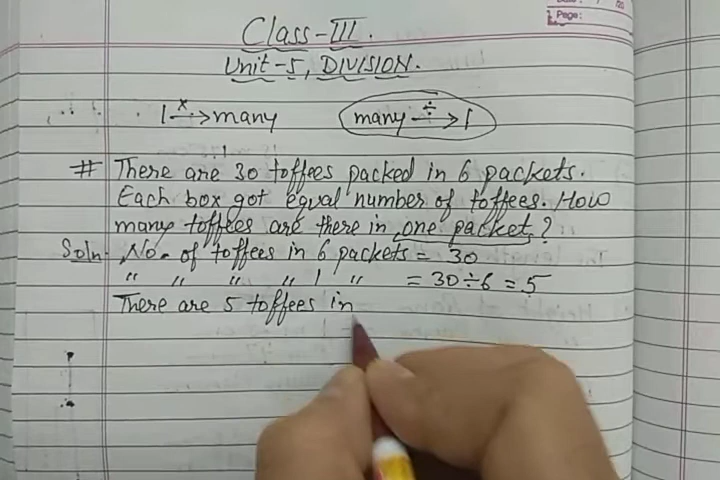 Page:
Class-III.
Unit-5, DIVISION.
1 x→ many many ÷→ 1
# There are 30 toffees packed in 6 packets.
Each box got equal number of toffees. How
many toffees are there in one packet?
Soln. No. of toffees in 6 packets = 30
" " " " 1 " = 30÷6 = 5
There are 5 toffees in